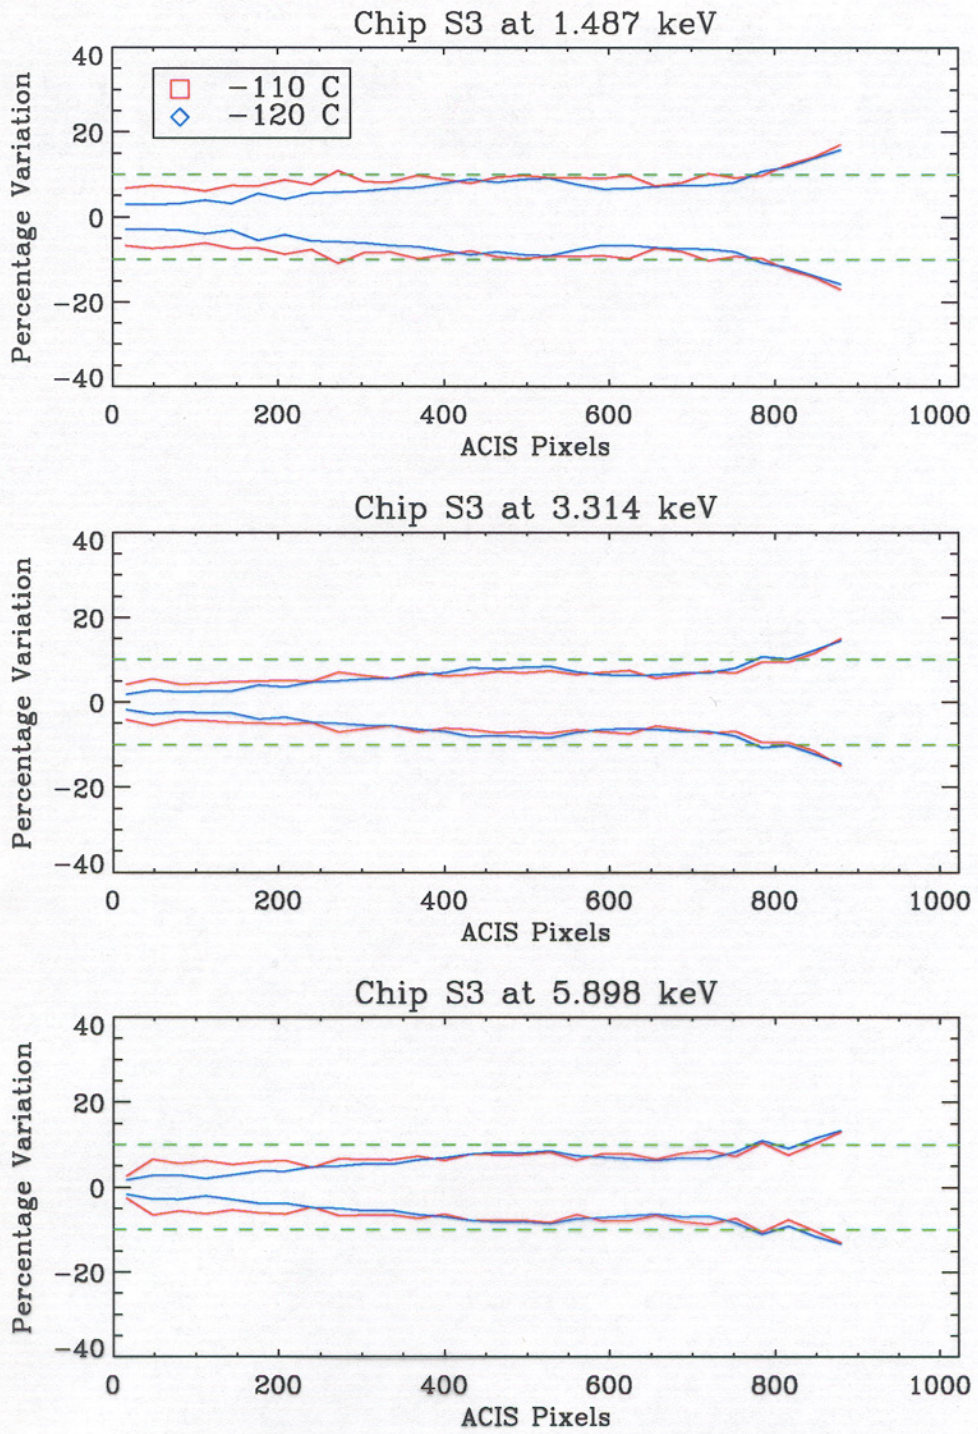 Chip S3 at 1.487 keV
Percentage Variation
40
20
0
−20
−40
−110 C
−120 C
0 200 400 600 800 1000
ACIS Pixels
Chip S3 at 3.314 keV
Percentage Variation
40
20
0
−20
−40
0 200 400 600 800 1000
ACIS Pixels
Chip S3 at 5.898 keV
Percentage Variation
40
20
0
−20
−40
0 200 400 600 800 1000
ACIS Pixels